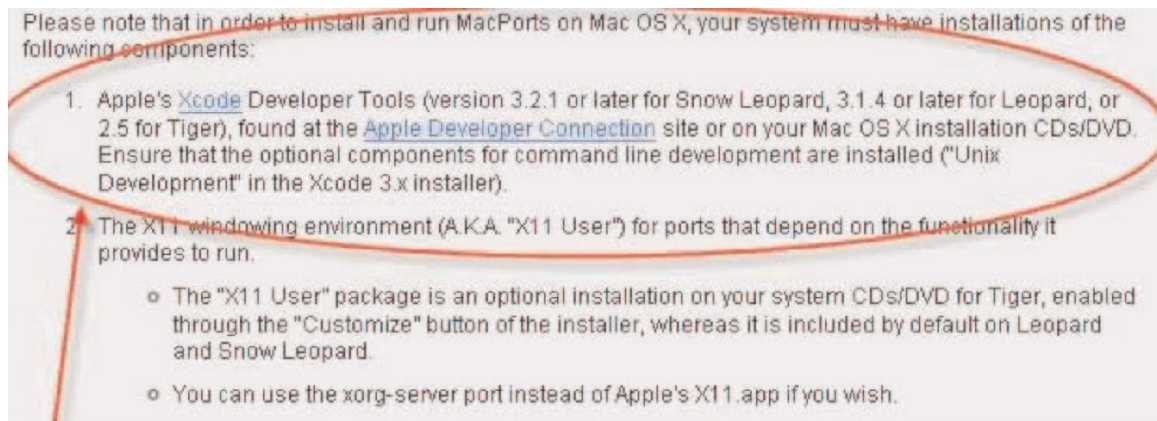 Please note that in order to install and run MacPorts on Mac OS X, your system must have installations of the
following components:
1. Apple's Xcode Developer Tools (version 3.2.1 or later for Snow Leopard, 3.1.4 or later for Leopard, or
2.5 for Tiger), found at the Apple Developer Connection site or on your Mac OS X installation CDs/DVD.
Ensure that the optional components for command line development are installed ("Unix
Development" in the Xcode 3.x installer).
2. The X11 windowing environment (A.K.A. "X11 User") for ports that depend on the functionality it
provides to run.
The "X11 User" package is an optional installation on your system CDs/DVD for Tiger, enabled
through the "Customize" button of the installer, whereas it is included by default on Leopard
and Snow Leopard.
You can use the xorg-server port instead of Apple's X11.app if you wish.